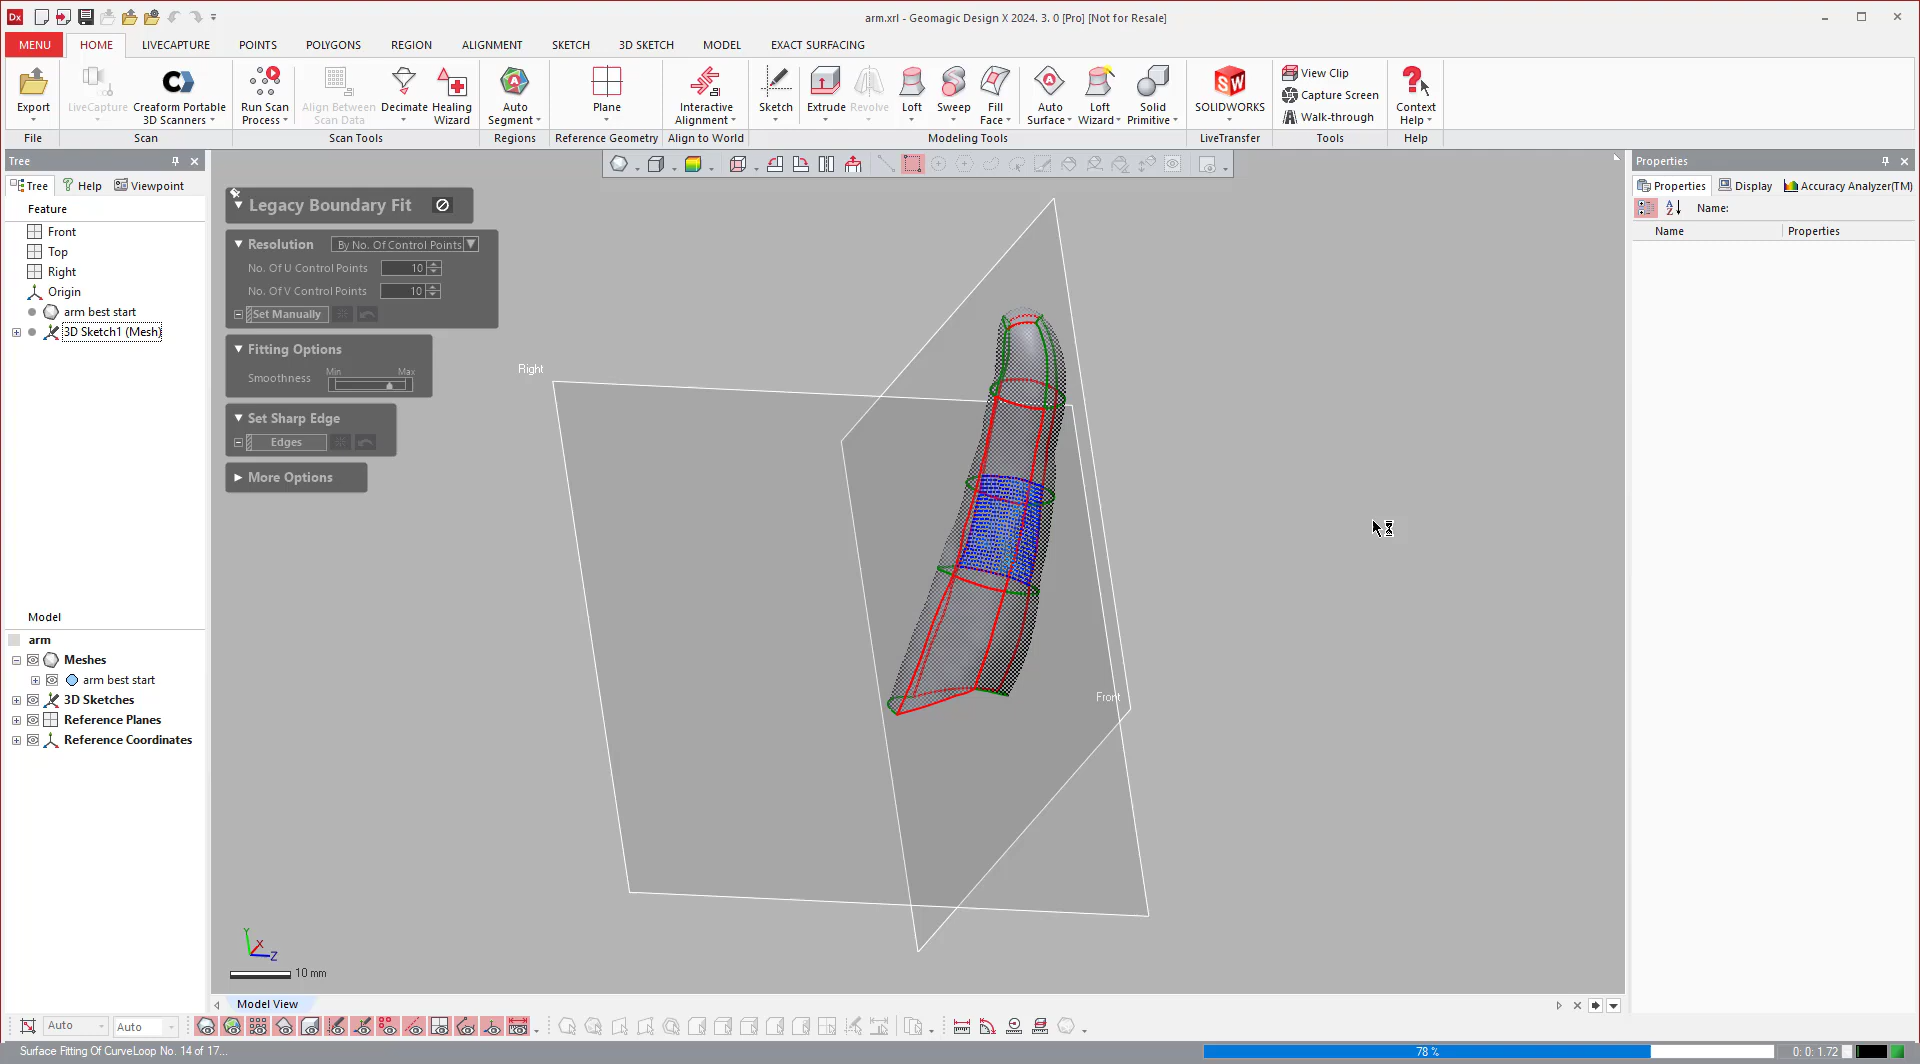 Dx
arm.xrl - Geomagic Design X 2024. 3. 0 [Pro] [Not for Resale]
MENU HOME LIVECAPTURE POINTS POLYGONS REGION ALIGNMENT SKETCH 3D SKETCH MODEL EXACT SURFACING
Export LiveCapture Creaform Portable 3D Scanners Run Scan Process Align Between Scan Data Decimate Healing Wizard Auto Segment Plane Interactive Alignment Sketch Extrude Revolve Loft Sweep Fill Face Auto Surface Loft Wizard Solid Primitive SOLIDWORKS View Clip Capture Screen Walk-through Context Help
File Scan Scan Tools Regions Reference Geometry Align to World Modeling Tools LiveTransfer Tools Help
Tree
Tree Help Viewpoint
Feature
Front
Top
Right
Origin
arm best start
3D Sketch1 (Mesh)
Model
arm
Meshes
arm best start
3D Sketches
Reference Planes
Reference Coordinates
Legacy Boundary Fit
Resolution By No. Of Control Points
No. Of U Control Points 10
No. Of V Control Points 10
Set Manually
Fitting Options
Smoothness Min Max
Set Sharp Edge
Edges
More Options
Right
Front
Y
X
Z
10 mm
Properties
Properties Display Accuracy Analyzer(TM)
Name:
Name Properties
Model View
Auto Auto
Surface Fitting Of CurveLoop No. 14 of 17... 78 % 0: 0: 1.72